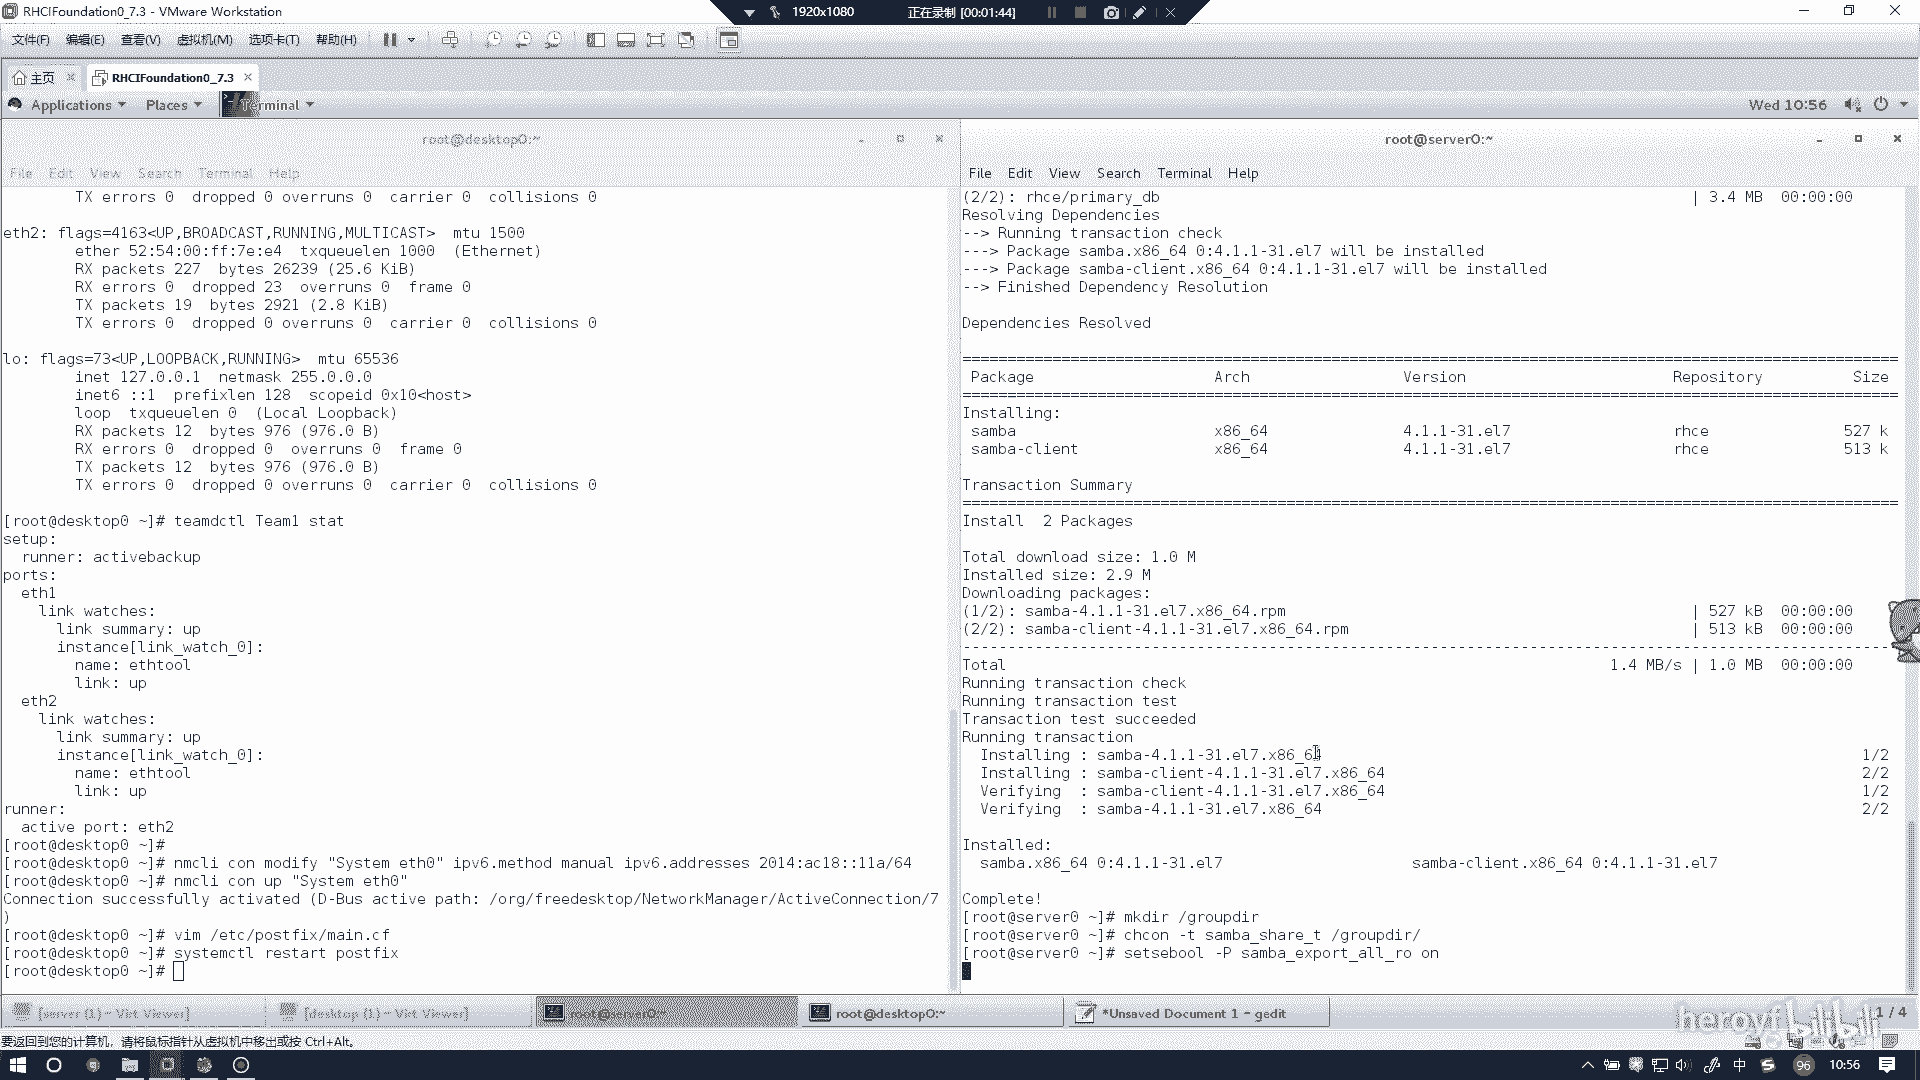 RHCIFoundation0_7.3 - VMware Workstation
1920x1080
正在录制 [00:01:44]
文件(F) 编辑(E) 查看(V) 虚拟机(M) 选项卡(T) 帮助(H)
主页
RHCIFoundation0_7.3
Applications Places Terminal
Wed 10:56
root@desktop0:~
File Edit View Search Terminal Help
TX errors 0  dropped 0 overruns 0  carrier 0  collisions 0
eth2: flags=4163<UP,BROADCAST,RUNNING,MULTICAST>  mtu 1500
ether 52:54:00:ff:7e:e4  txqueuelen 1000  (Ethernet)
RX packets 227  bytes 26239 (25.6 KiB)
RX errors 0  dropped 23  overruns 0  frame 0
TX packets 19  bytes 2921 (2.8 KiB)
TX errors 0  dropped 0 overruns 0  carrier 0  collisions 0
lo: flags=73<UP,LOOPBACK,RUNNING>  mtu 65536
inet 127.0.0.1  netmask 255.0.0.0
inet6 ::1  prefixlen 128  scopeid 0x10<host>
loop  txqueuelen 0  (Local Loopback)
RX packets 12  bytes 976 (976.0 B)
RX errors 0  dropped 0  overruns 0  frame 0
TX packets 12  bytes 976 (976.0 B)
TX errors 0  dropped 0 overruns 0  carrier 0  collisions 0
[root@desktop0 ~]# teamdctl Team1 stat
setup:
runner: activebackup
ports:
eth1
link watches:
link summary: up
instance[link_watch_0]:
name: ethtool
link: up
eth2
link watches:
link summary: up
instance[link_watch_0]:
name: ethtool
link: up
runner:
active port: eth2
[root@desktop0 ~]#
[root@desktop0 ~]# nmcli con modify "System eth0" ipv6.method manual ipv6.addresses 2014:ac18::11a/64
[root@desktop0 ~]# nmcli con up "System eth0"
Connection successfully activated (D-Bus active path: /org/freedesktop/NetworkManager/ActiveConnection/7
)
[root@desktop0 ~]# vim /etc/postfix/main.cf
[root@desktop0 ~]# systemctl restart postfix
[root@desktop0 ~]#
root@server0:~
File Edit View Search Terminal Help
(2/2): rhce/primary_db | 3.4 MB  00:00:00
Resolving Dependencies
--> Running transaction check
---> Package samba.x86_64 0:4.1.1-31.el7 will be installed
---> Package samba-client.x86_64 0:4.1.1-31.el7 will be installed
--> Finished Dependency Resolution
Dependencies Resolved
Package Arch Version Repository Size
Installing:
samba x86_64 4.1.1-31.el7 rhce 527 k
samba-client x86_64 4.1.1-31.el7 rhce 513 k
Transaction Summary
Install  2 Packages
Total download size: 1.0 M
Installed size: 2.9 M
Downloading packages:
(1/2): samba-4.1.1-31.el7.x86_64.rpm | 527 kB  00:00:00
(2/2): samba-client-4.1.1-31.el7.x86_64.rpm | 513 kB  00:00:00
Total 1.4 MB/s | 1.0 MB  00:00:00
Running transaction check
Running transaction test
Transaction test succeeded
Running transaction
Installing : samba-4.1.1-31.el7.x86_64 1/2
Installing : samba-client-4.1.1-31.el7.x86_64 2/2
Verifying  : samba-client-4.1.1-31.el7.x86_64 1/2
Verifying  : samba-4.1.1-31.el7.x86_64 2/2
Installed:
samba.x86_64 0:4.1.1-31.el7 samba-client.x86_64 0:4.1.1-31.el7
Complete!
[root@server0 ~]# mkdir /groupdir
[root@server0 ~]# chcon -t samba_share_t /groupdir/
[root@server0 ~]# setsebool -P samba_export_all_ro on
[server (1) - Virt Viewer]
[desktop (1) - Virt Viewer]
root@server0:~
root@desktop0:~
*Unsaved Document 1 - gedit
1 / 4
bilibili
要返回到您的计算机，请将鼠标指针从虚拟机中移出或按 Ctrl+Alt。
中
96
10:56